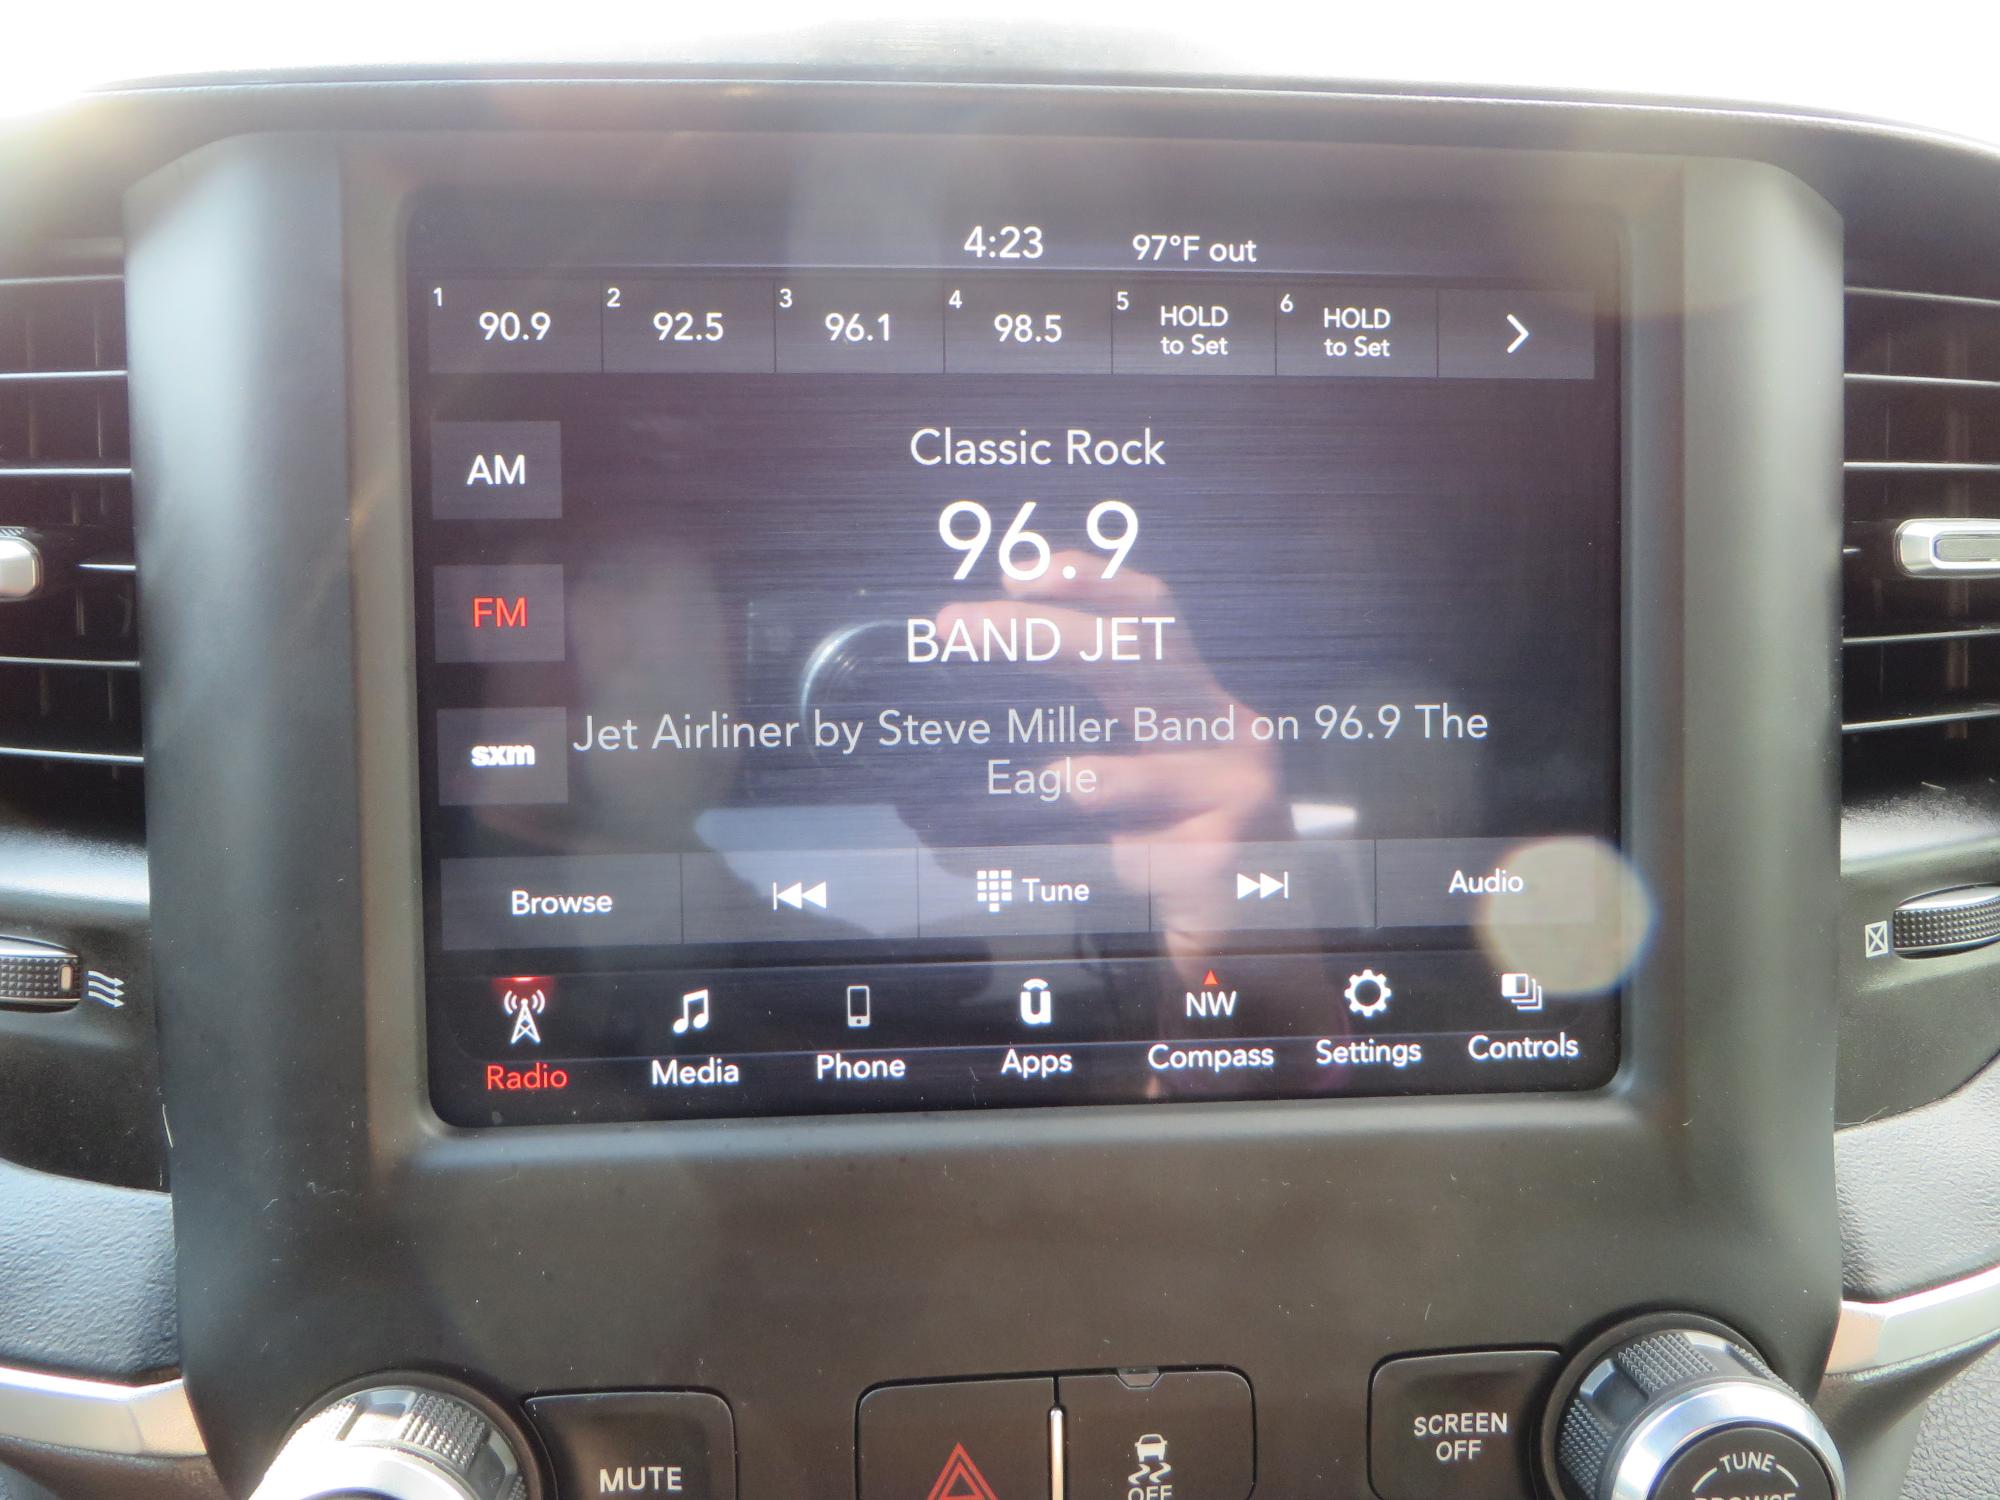 4:23 97°F out
1 90.9 2 92.5 3 96.1 4 98.5 5 HOLD to Set 6 HOLD to Set
Classic Rock
AM
96.9
FM
BAND JET
sxm
Jet Airliner by Steve Miller Band on 96.9 The
Eagle
Browse Tune Audio
NW
Radio Media Phone Apps Compass Settings Controls
MUTE
OFF
SCREEN
OFF
TUNE
BROWSE